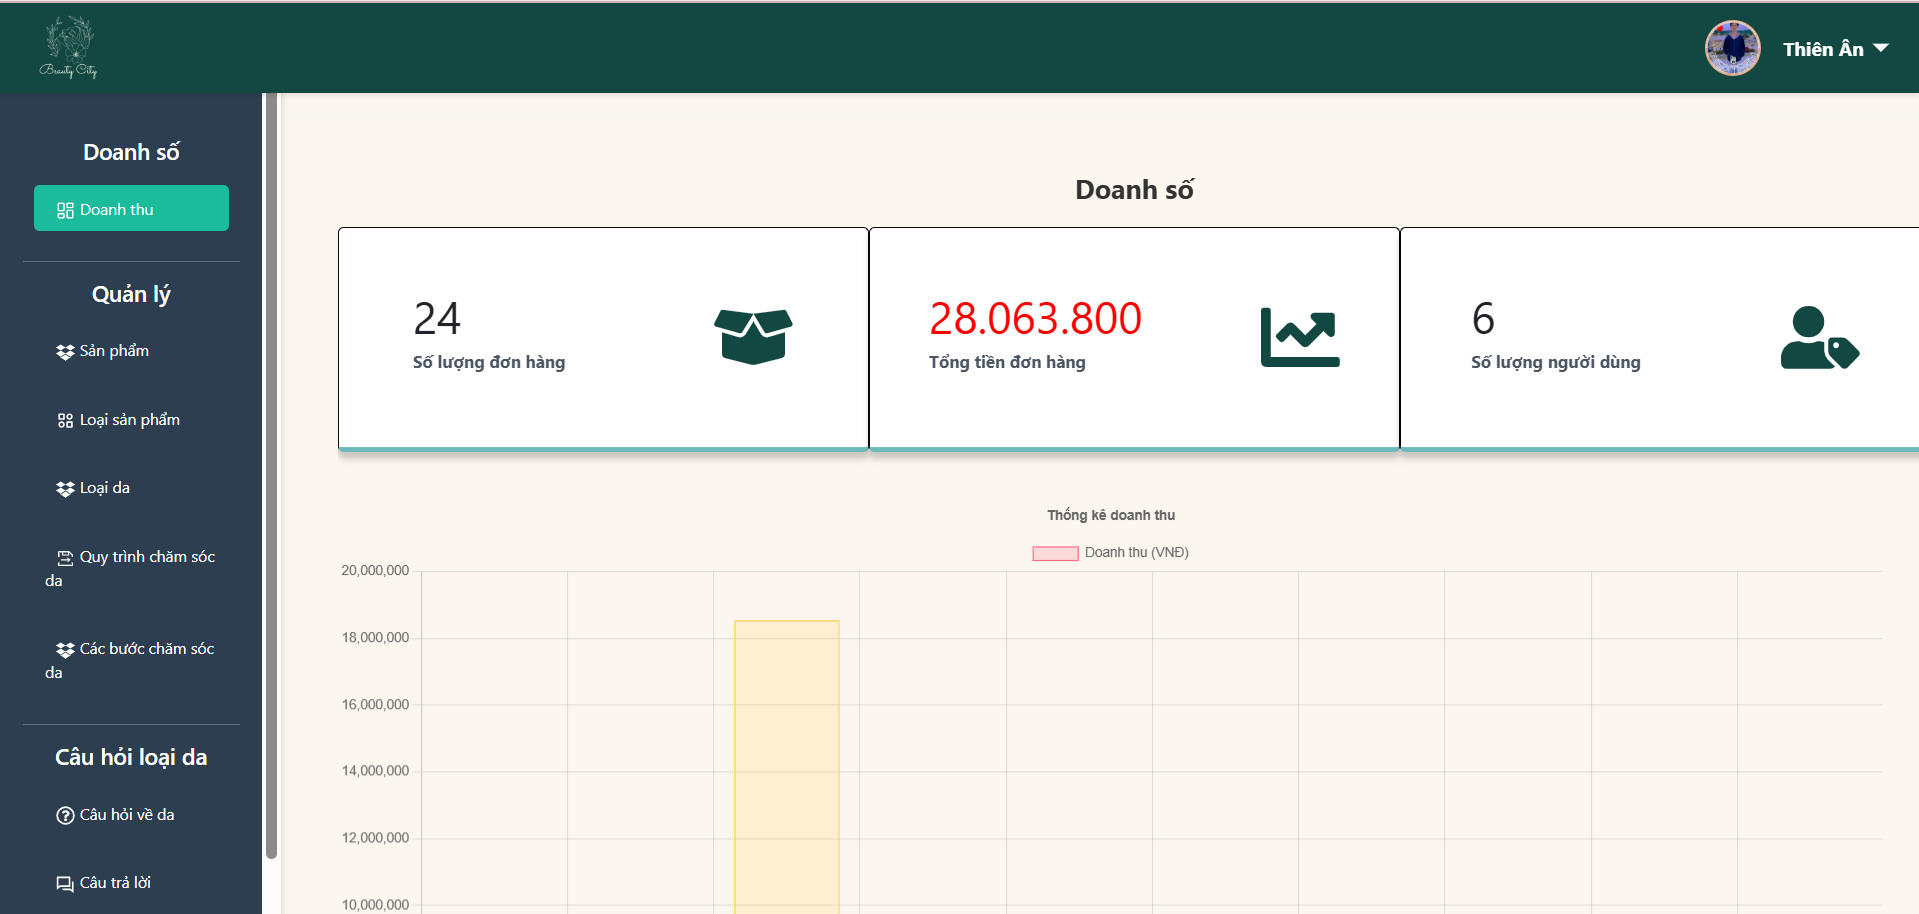 Beauty City
Thiên Ân
Doanh số
Doanh thu
Quản lý
Sản phẩm
Loại sản phẩm
Loại da
Quy trình chăm sóc
da
Các bước chăm sóc
da
Câu hỏi loại da
Câu hỏi về da
Câu trả lời
Doanh số
24
Số lượng đơn hàng
28.063.800
Tổng tiền đơn hàng
6
Số lượng người dùng
Thống kê doanh thu
Doanh thu (VNĐ)
20,000,000
18,000,000
16,000,000
14,000,000
12,000,000
10,000,000